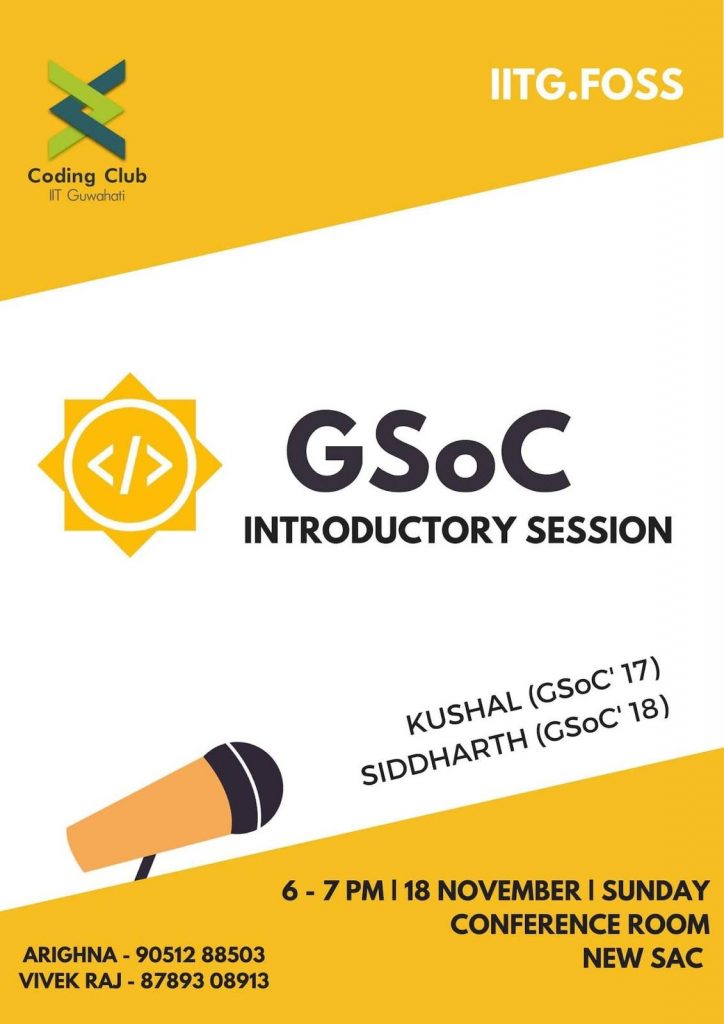 Coding Club
IIT Guwahati
IITG.FOSS
</>
GSoC
INTRODUCTORY SESSION
KUSHAL (GSoC' 17)
SIDDHARTH (GSoC' 18)
6 - 7 PM | 18 NOVEMBER | SUNDAY
CONFERENCE ROOM
NEW SAC
ARIGHNA - 90512 88503
VIVEK RAJ - 87893 08913